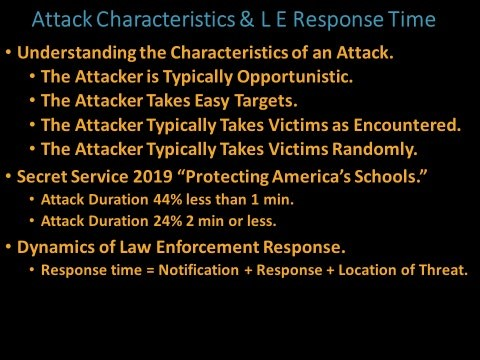 Attack Characteristics & L E Response Time
• Understanding the Characteristics of an Attack.
• The Attacker is Typically Opportunistic.
• The Attacker Takes Easy Targets.
• The Attacker Typically Takes Victims as Encountered.
• The Attacker Typically Takes Victims Randomly.
• Secret Service 2019 “Protecting America’s Schools.”
• Attack Duration 44% less than 1 min.
• Attack Duration 24% 2 min or less.
• Dynamics of Law Enforcement Response.
• Response time = Notification + Response + Location of Threat.